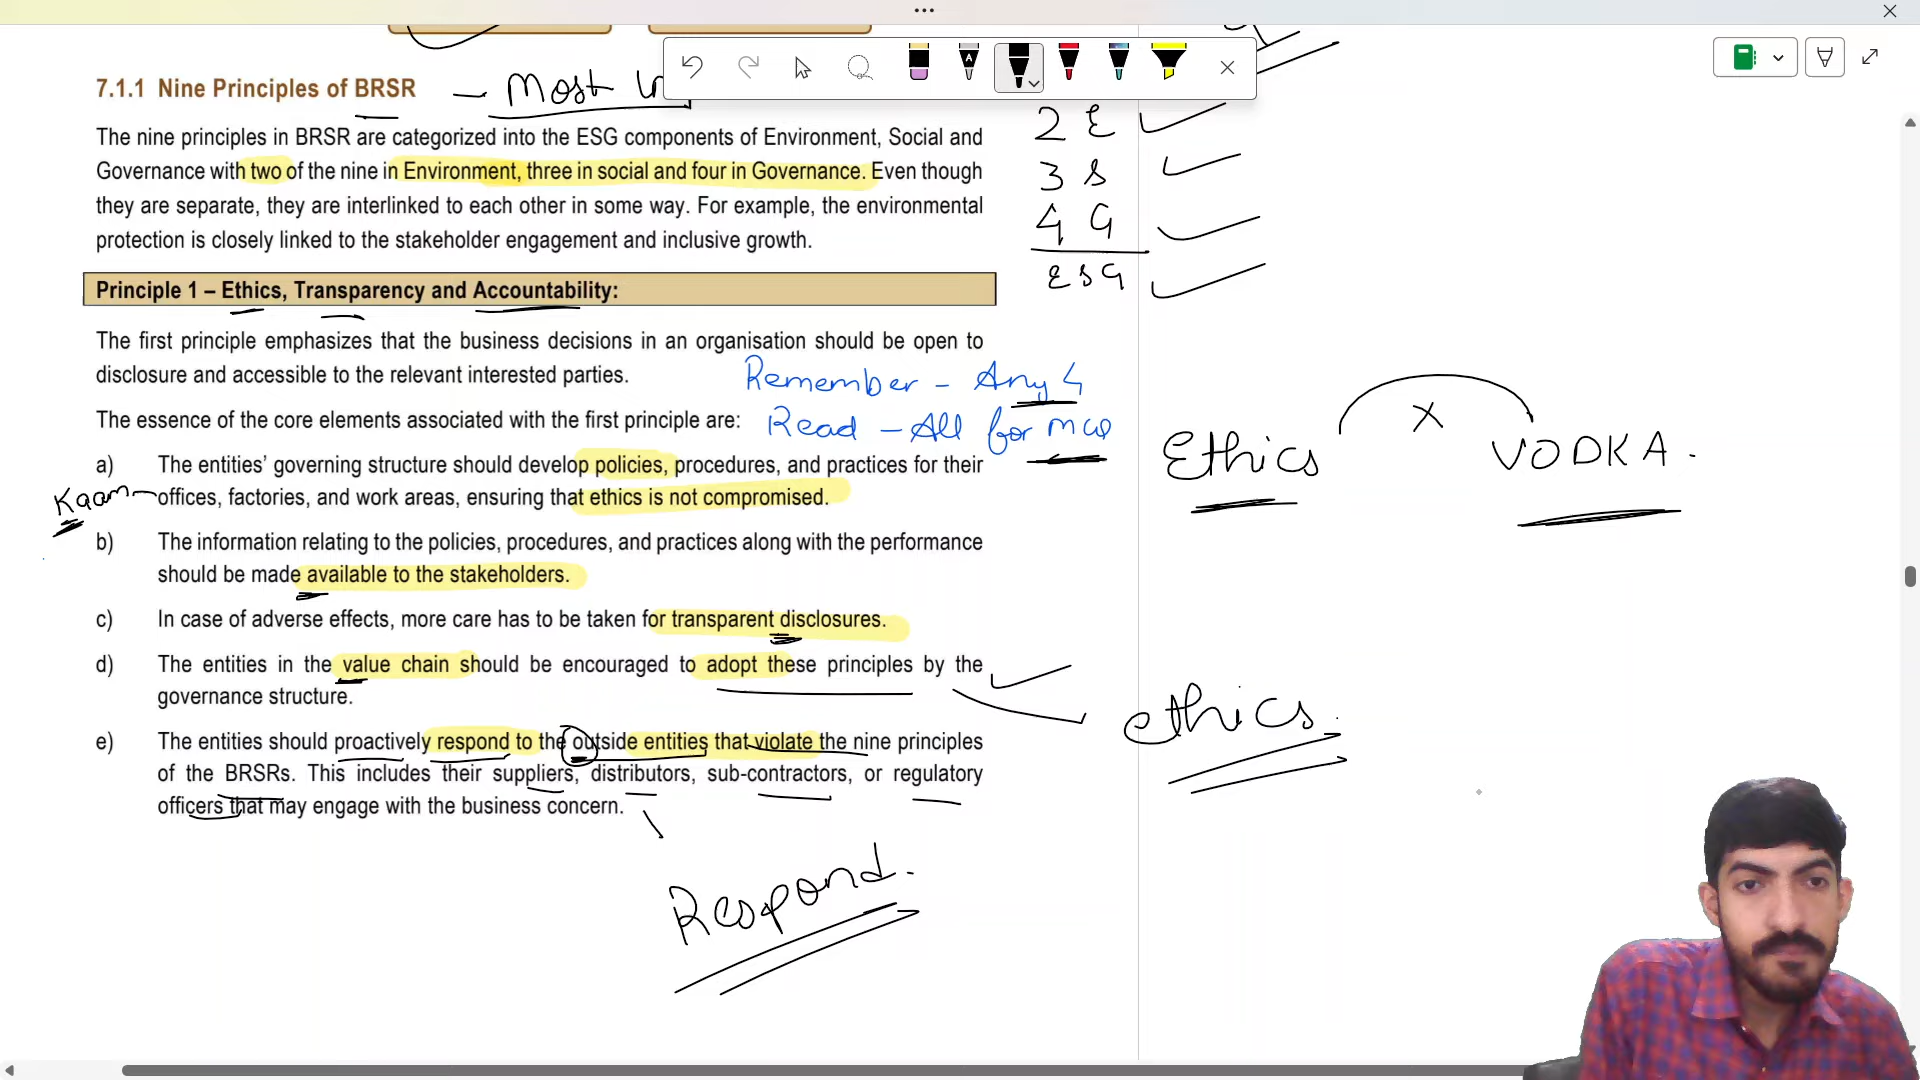 7.1.1 Nine Principles of BRSR - Most
The nine principles in BRSR are categorized into the ESG components of Environment, Social and
Governance with two of the nine in Environment, three in social and four in Governance. Even though
they are separate, they are interlinked to each other in some way. For example, the environmental
protection is closely linked to the stakeholder engagement and inclusive growth.
2 E
3 S
4 G
ESG
Principle 1 – Ethics, Transparency and Accountability:
The first principle emphasizes that the business decisions in an organisation should be open to
disclosure and accessible to the relevant interested parties.
Remember - Any 4
The essence of the core elements associated with the first principle are:
Read - All for MCQ
a) The entities' governing structure should develop policies, procedures, and practices for their
offices, factories, and work areas, ensuring that ethics is not compromised.
Kaam
b) The information relating to the policies, procedures, and practices along with the performance
should be made available to the stakeholders.
c) In case of adverse effects, more care has to be taken for transparent disclosures.
d) The entities in the value chain should be encouraged to adopt these principles by the
governance structure.
e) The entities should proactively respond to the outside entities that violate the nine principles
of the BRSRs. This includes their suppliers, distributors, sub-contractors, or regulatory
officers that may engage with the business concern.
Respond.
Ethics X VODKA.
ethics.